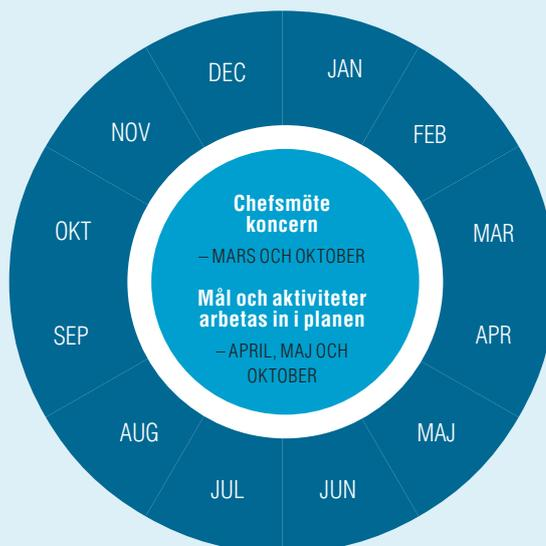 DEC
JAN
NOV
FEB
OKT
MAR
SEP
APR
AUG
MAJ
JUL
JUN
Chefsmöte
koncern
– MARS OCH OKTOBER
Mål och aktiviteter
arbetas in i planen
– APRIL, MAJ OCH
OKTOBER